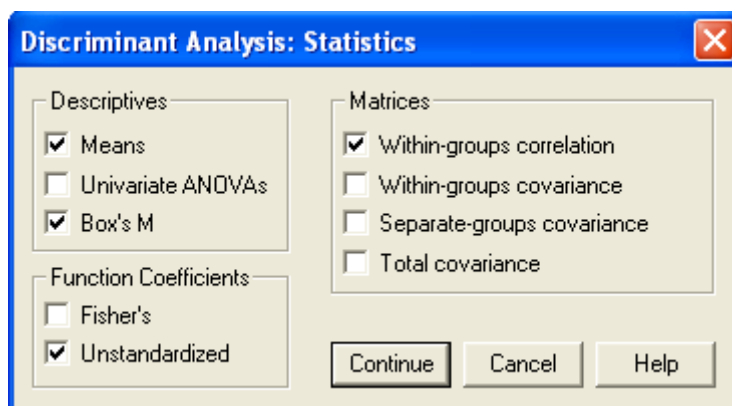 Discriminant Analysis: Statistics
Descriptives
Means
Univariate ANOVAs
Box's M
Function Coefficients
Fisher's
Unstandardized
Matrices
Within-groups correlation
Within-groups covariance
Separate-groups covariance
Total covariance
Continue Cancel Help